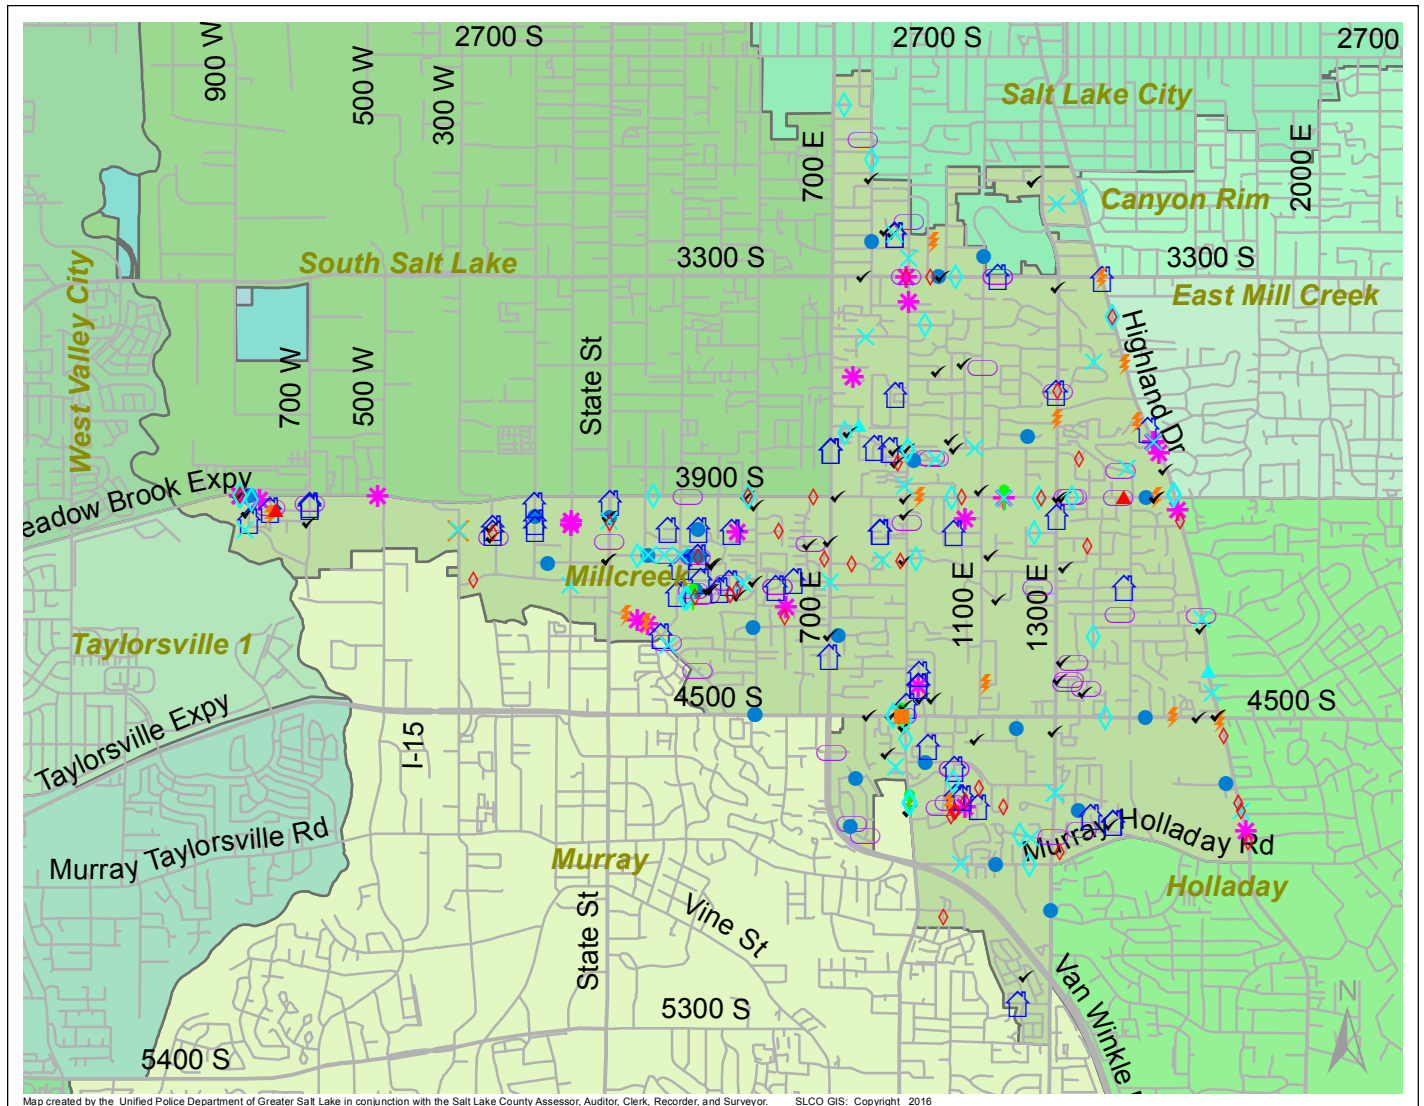 2700 S
2700 S
2700
900 W
500 W
300 W
Salt Lake City
700 E
2000 E
Canyon Rim
South Salt Lake
3300 S
3300 S
West Valley City
East Mill Creek
Highland Dr
700 W
500 W
State St
3900 S
eadow Brook Expy
Millcreek
700 E
1100 E
1300 E
Taylorsville 1
4500 S
4500 S
Taylorsville Expy
I-15
Murray Taylorsville Rd
Murray
Murray Holladay Rd
Holladay
State St
Vine St
Van Winkle
5300 S
N
5400 S
Map created by the Unified Police Department of Greater Salt Lake in conjunction with the Salt Lake County Assessor, Auditor, Clerk, Recorder, and Surveyor. SLCO GIS: Copyright 2016